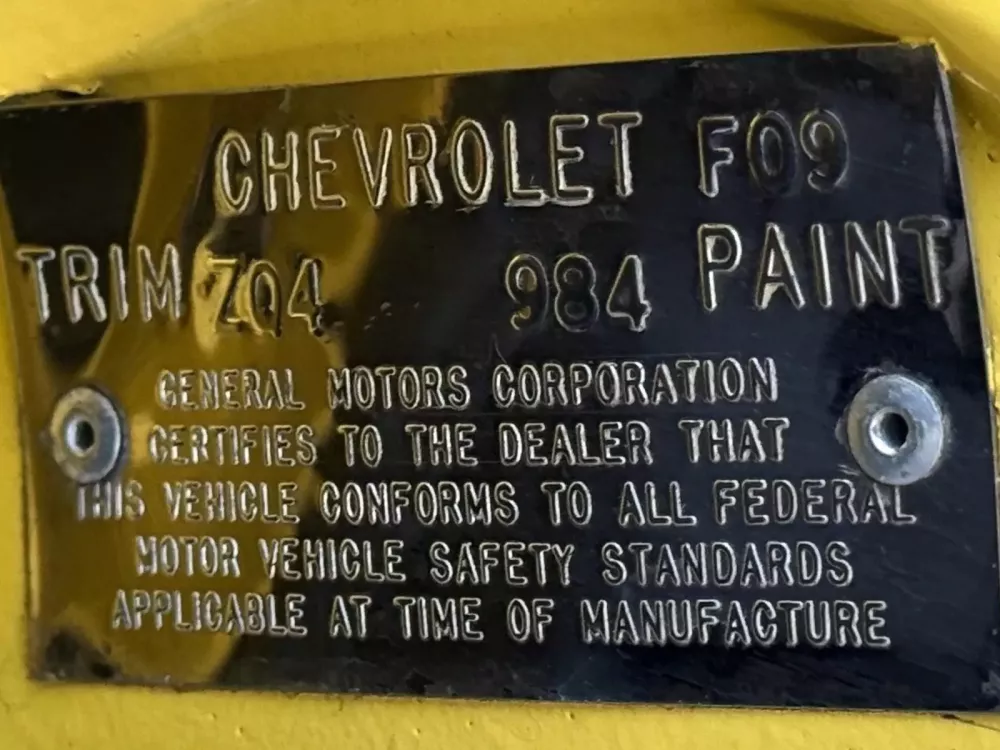 CHEVROLET F09
TRIM ZQ4 984 PAINT
GENERAL MOTORS CORPORATION
CERTIFIES TO THE DEALER THAT
THIS VEHICLE CONFORMS TO ALL FEDERAL
MOTOR VEHICLE SAFETY STANDARDS
APPLICABLE AT TIME OF MANUFACTURE